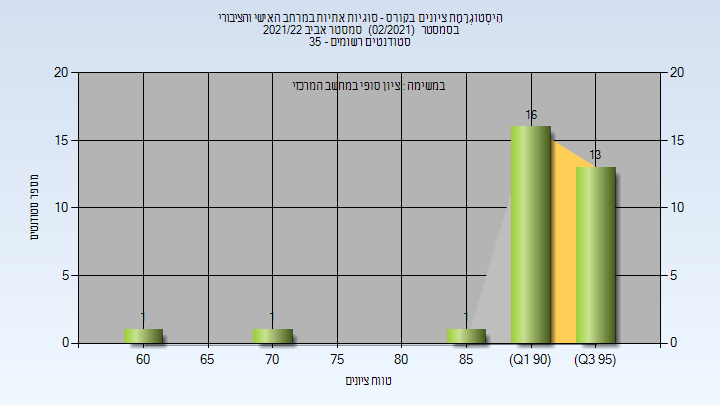 היסטוגרמת ציונים בקורס - סוגיות אתיות במרחב האישי והציבורי
בסמסטר (02/2021) סמסטר אביב 2021/22
סטודנטים רשומים - 35
במשימה : ציון סופי במחשב המרכזי
20 20
15 15
10 10
5 5
0 0
1 1 1 16 13
60 65 70 75 80 85 (Q1 90) (Q3 95)
מספר סטודנטים
טווח ציונים